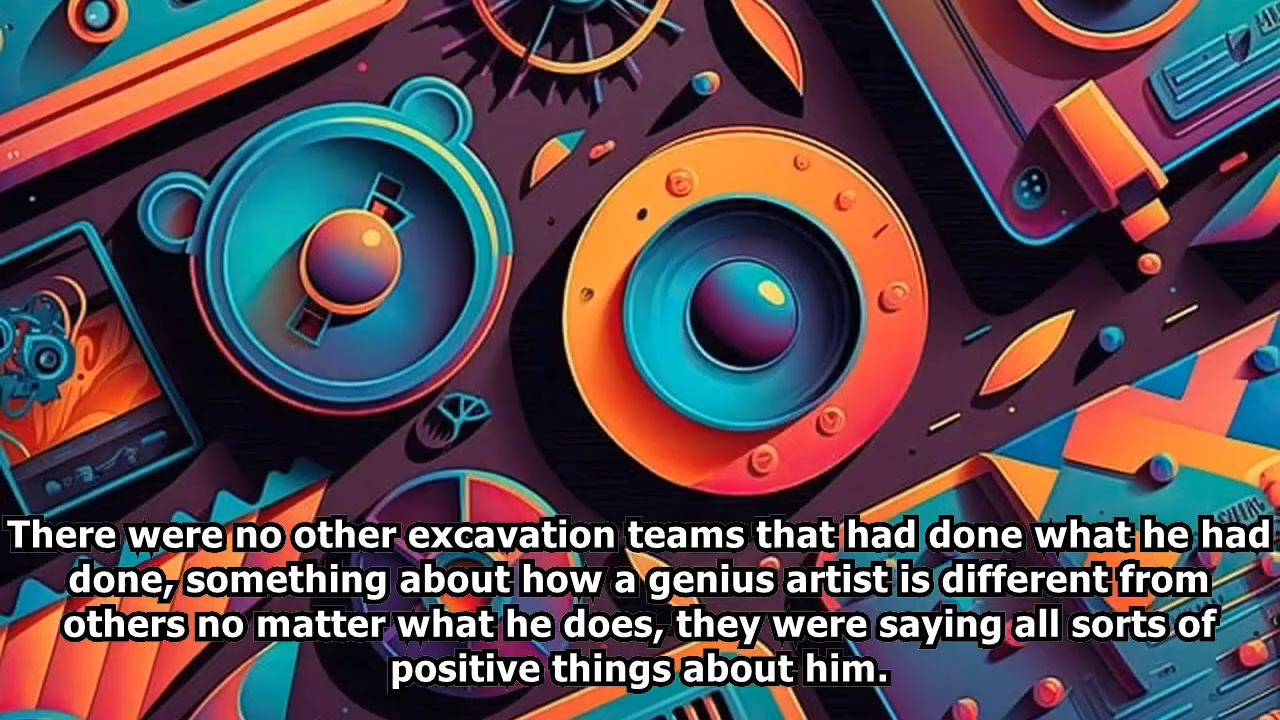 There were no other excavation teams that had done what he had
done, something about how a genius artist is different from
others no matter what he does, they were saying all sorts of
positive things about him.